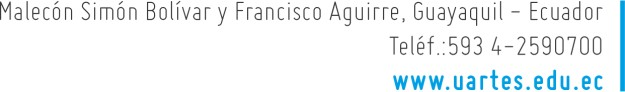 Malecón Simón Bolívar y Francisco Aguirre, Guayaquil – Ecuador
Teléf.:593 4-2590700
www.uartes.edu.ec